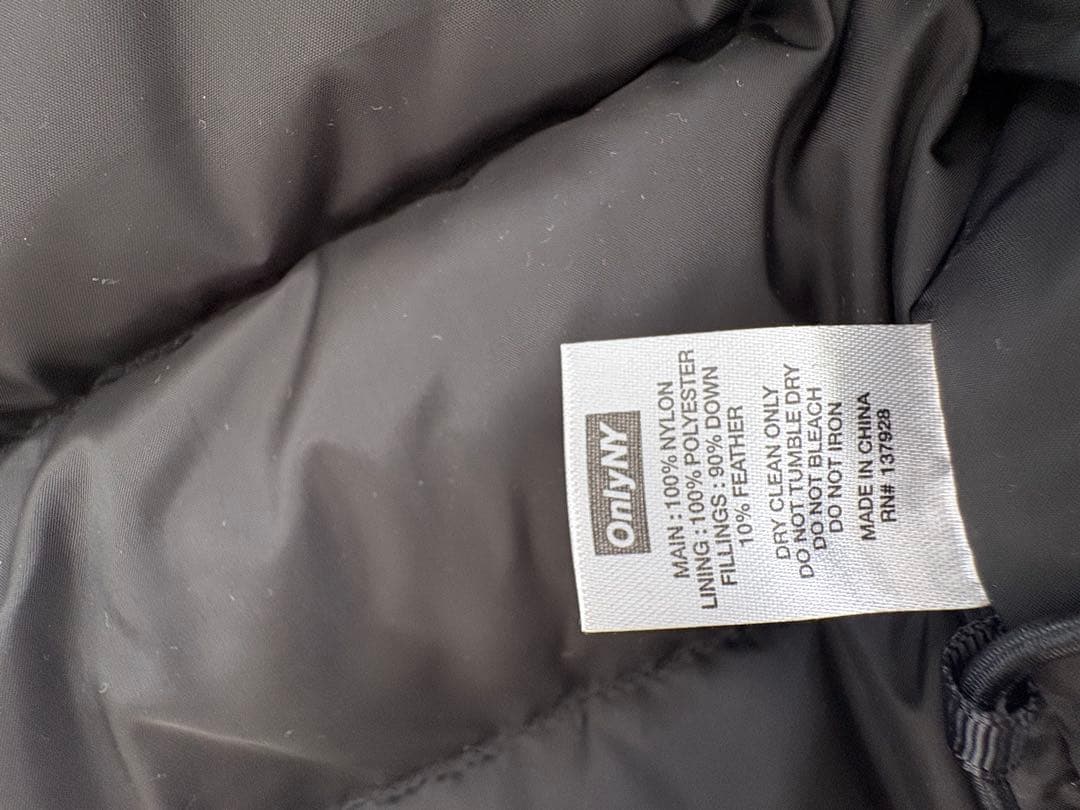 OnlyNY
MAIN : 100% NYLON
LINING : 100% POLYESTER
FILLINGS : 90% DOWN
10% FEATHER
DRY CLEAN ONLY
DO NOT TUMBLE DRY
DO NOT BLEACH
DO NOT IRON
MADE IN CHINA
RN# 137928